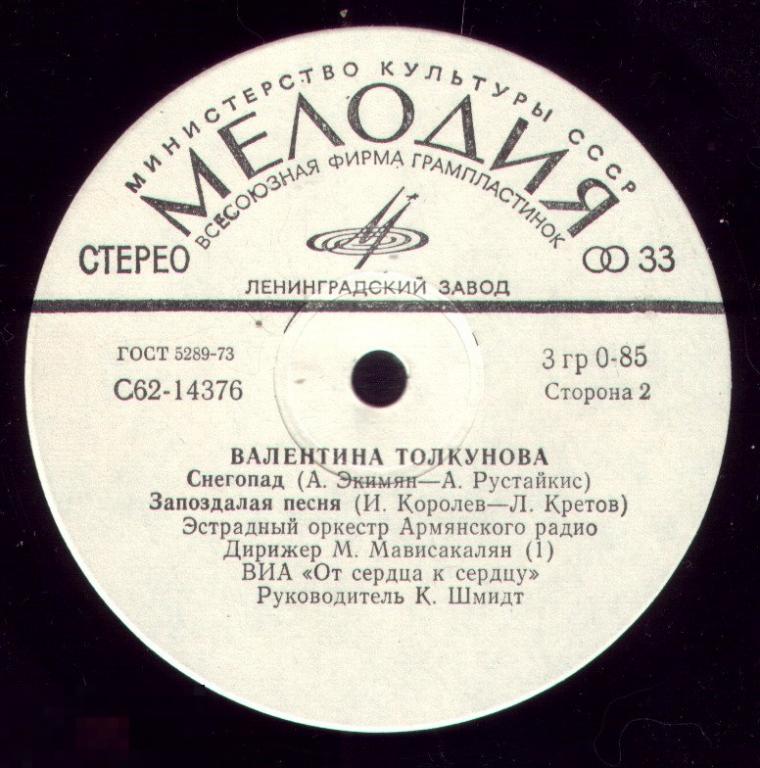 МИНИСТЕРСТВО КУЛЬТУРЫ СССР
МЕЛОДИЯ
ВСЕСОЮЗНАЯ ФИРМА ГРАМПЛАСТИНОК
СТЕРЕО 33
ЛЕНИНГРАДСКИЙ ЗАВОД
ГОСТ 5289-73 3 гр 0-85
С62-14376 Сторона 2
ВАЛЕНТИНА ТОЛКУНОВА
Снегопад (А. Экимян—А. Рустайкис)
Запоздалая песня (И. Королев—Л. Кретов)
Эстрадный оркестр Армянского радио
Дирижер М. Мависакалян (1)
ВИА «От сердца к сердцу»
Руководитель К. Шмидт